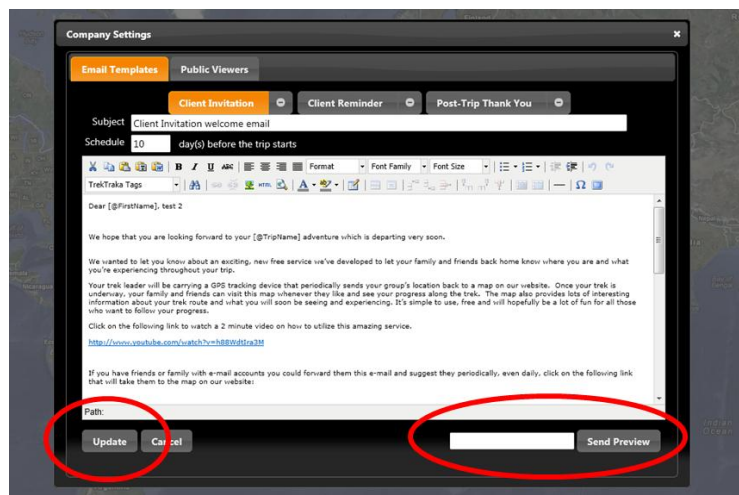 Company Settings
Email Templates Public Viewers
Client Invitation Client Reminder Post-Trip Thank You
Subject Client Invitation welcome email
Schedule 10 day(s) before the trip starts
B I U ABC Format Font Family Font Size
TrekTraka Tags HTML A Ω
Dear [@FirstName], test 2
We hope that you are looking forward to your [@TripName] adventure which is departing very soon.
We wanted to let you know about an exciting, new free service we've developed to let your family and friends back home know where you are and what
you're experiencing throughout your trip.
Your trek leader will be carrying a GPS tracking device that periodically sends your group's location back to a map on our website. Once your trek is
underway, your family and friends can visit this map whenever they like and see your progress along the trek. The map also provides lots of interesting
information about your trek route and what you will soon be seeing and experiencing. It's simple to use, free and will hopefully be a lot of fun for all those
who want to follow your progress.
Click on the following link to watch a 2 minute video on how to utilize this amazing service.
http://www.youtube.com/watch?v=h88WdtIra3M
If you have friends or family with e-mail accounts you could forward them this e-mail and suggest they periodically, even daily, click on the following link
that will take them to the map on our website:
Path:
Update Cancel Send Preview
Indian
Ocean